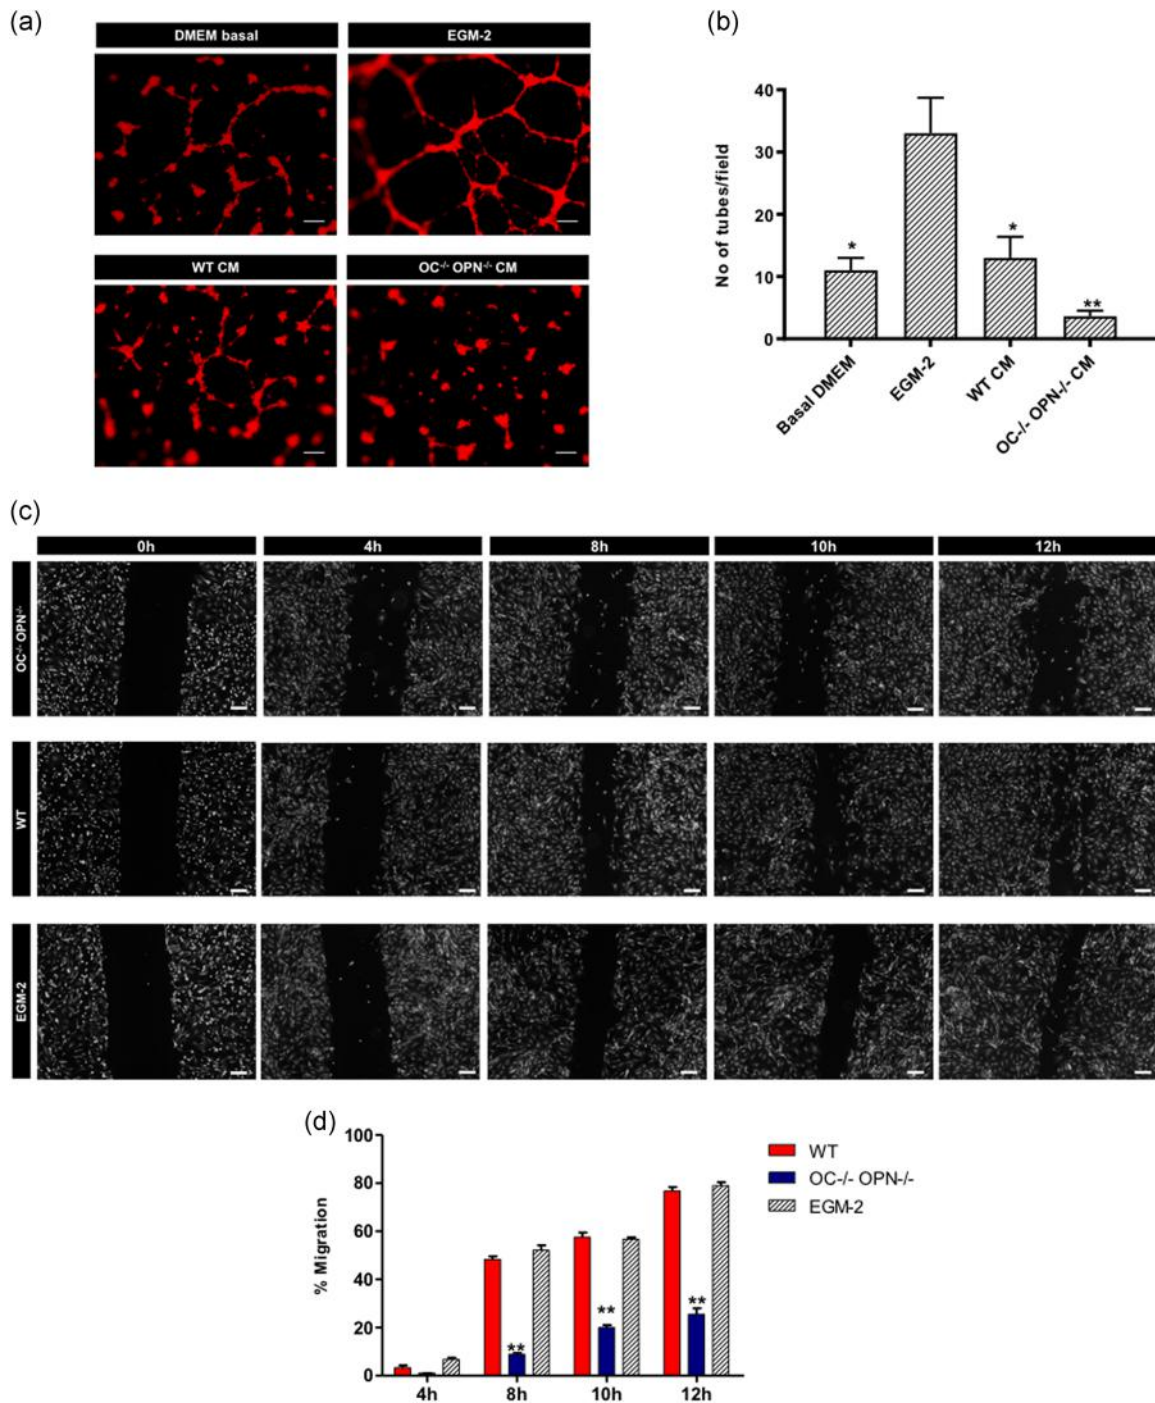 (a)
DMEM basal EGM-2
WT CM OC-/- OPN-/- CM
(b)
No of tubes/field
40
30
20
10
0
Basal DMEM
EGM-2
WT CM
OC-/- OPN-/- CM
*
*
**
(c)
0h 4h 8h 10h 12h
OC-/- OPN-/-
WT
EGM-2
(d)
% Migration
100
80
60
40
20
0
** ** **
4h 8h 10h 12h
WT
OC-/- OPN-/-
EGM-2